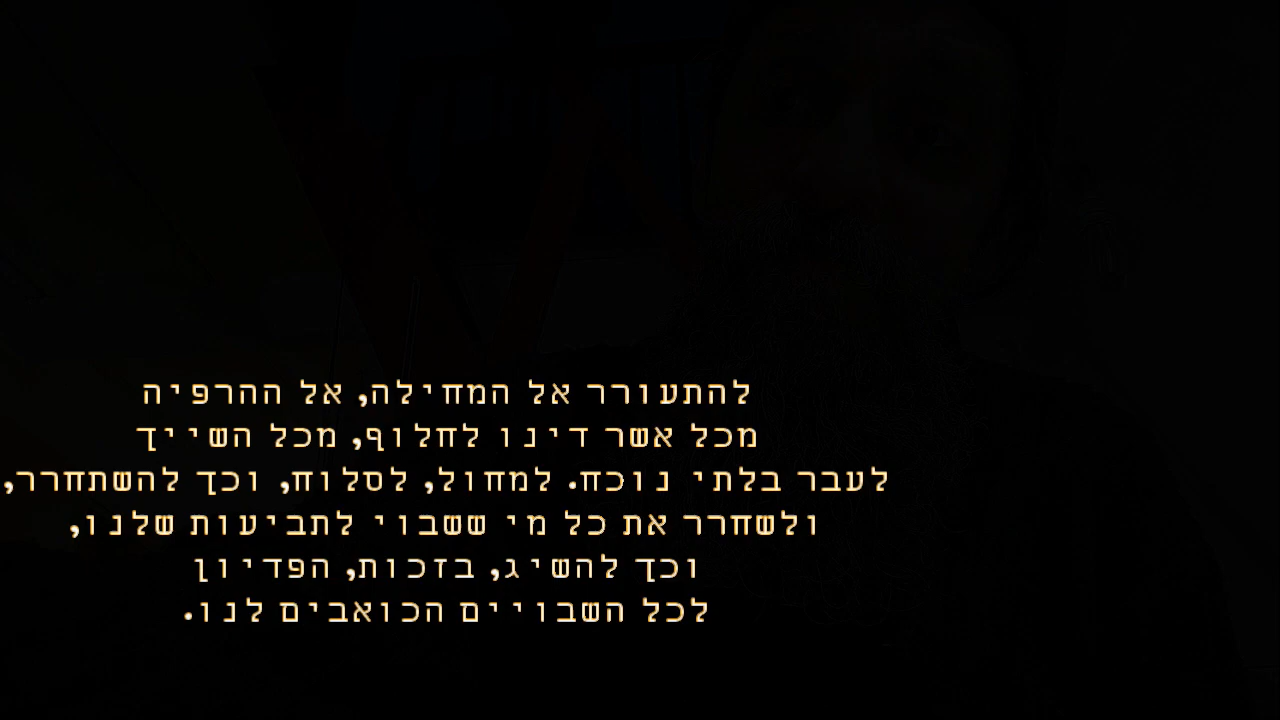 להתעורר אל המחילה, אל ההרפיה
מכל אשר דינו לחלוף, מכל השייך
לעבר בלתי נוכח. למחול, לסלוח, וכך להשתחרר,
ולשחרר את כל מי ששבוי לתביעות שלנו,
וכך להשיג, בזכות, הפדיון
לכל השבויים הכואבים לנו.